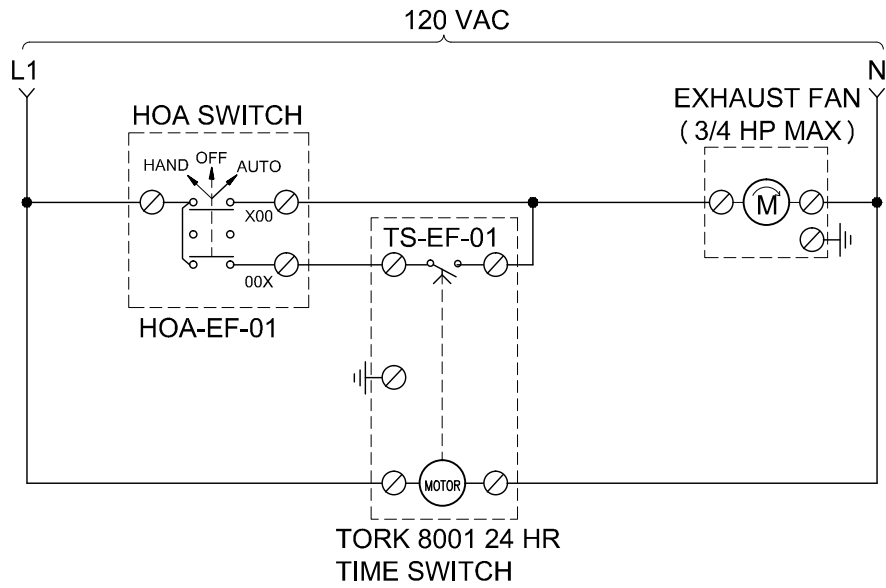 120 VAC
L1
N
HOA SWITCH
EXHAUST FAN
( 3/4 HP MAX )
HAND OFF AUTO
X00
M
TS-EF-01
00X
HOA-EF-01
MOTOR
TORK 8001 24 HR
TIME SWITCH